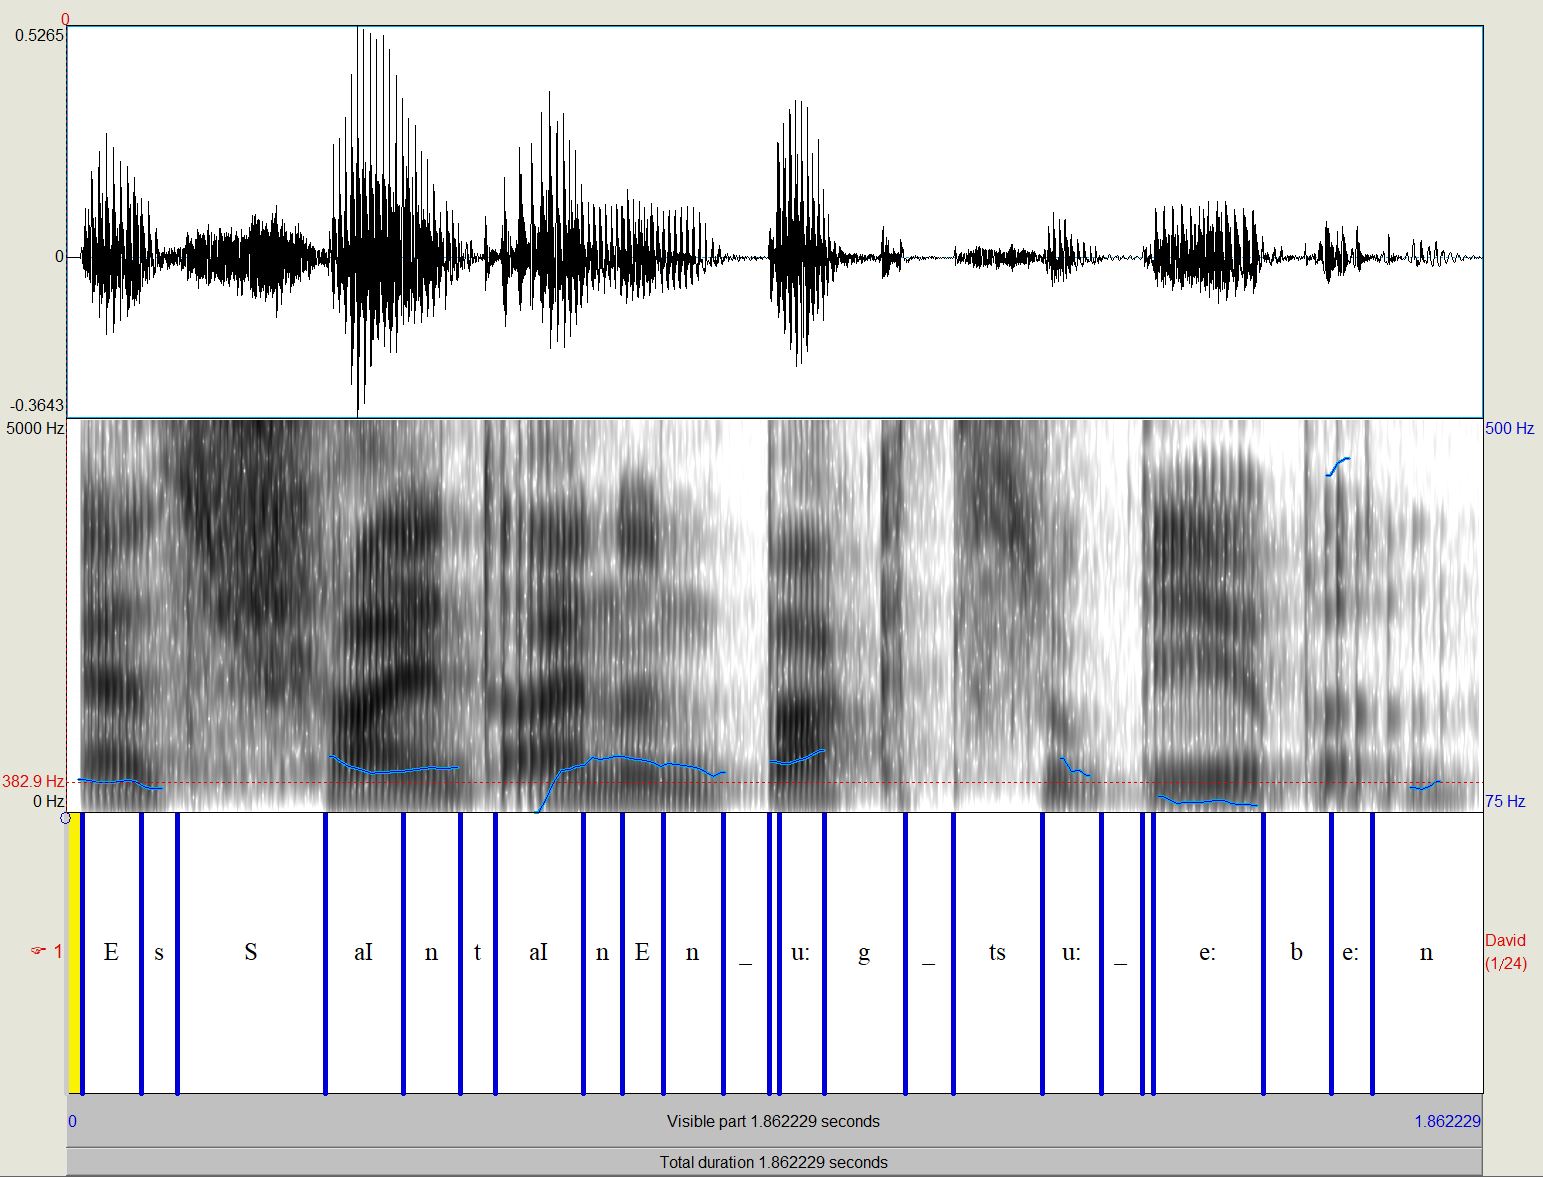 0
0.5265
0
-0.3643
5000 Hz
500 Hz
382.9 Hz
0 Hz
75 Hz
☞ 1
E s S aI n t aI n E n _ u: g _ ts u: _ e: b e: n
David
(1/24)
0 Visible part 1.862229 seconds 1.862229
Total duration 1.862229 seconds